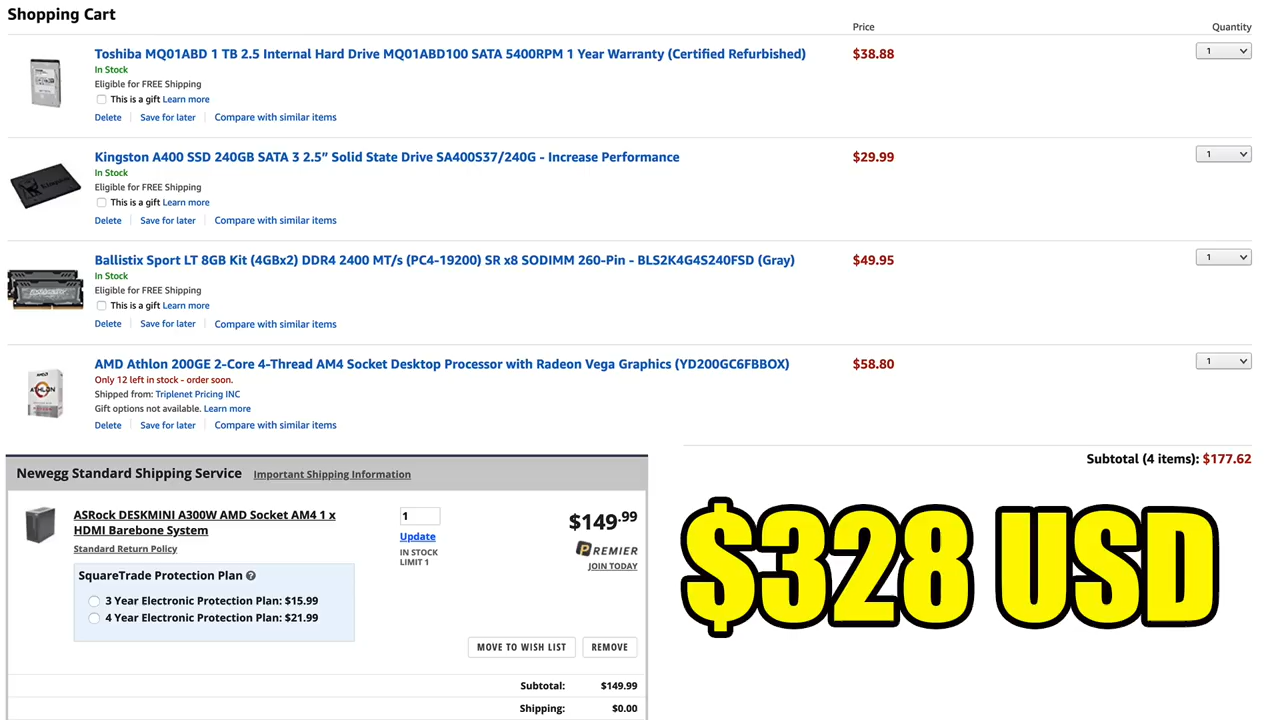 Shopping Cart
Price
Quantity
Toshiba MQ01ABD 1 TB 2.5 Internal Hard Drive MQ01ABD100 SATA 5400RPM 1 Year Warranty (Certified Refurbished)
$38.88
1
In Stock
Eligible for FREE Shipping
This is a gift Learn more
Delete Save for later Compare with similar items
Kingston A400 SSD 240GB SATA 3 2.5” Solid State Drive SA400S37/240G - Increase Performance
$29.99
1
In Stock
Eligible for FREE Shipping
This is a gift Learn more
Delete Save for later Compare with similar items
Ballistix Sport LT 8GB Kit (4GBx2) DDR4 2400 MT/s (PC4-19200) SR x8 SODIMM 260-Pin - BLS2K4G4S240FSD (Gray)
$49.95
1
In Stock
Eligible for FREE Shipping
This is a gift Learn more
Delete Save for later Compare with similar items
AMD Athlon 200GE 2-Core 4-Thread AM4 Socket Desktop Processor with Radeon Vega Graphics (YD200GC6FBBOX)
$58.80
1
Only 12 left in stock - order soon.
Shipped from: Triplenet Pricing INC
Gift options not available. Learn more
Delete Save for later Compare with similar items
Subtotal (4 items): $177.62
Newegg Standard Shipping Service Important Shipping Information
ASRock DESKMINI A300W AMD Socket AM4 1 x
HDMI Barebone System
Standard Return Policy
1
Update
IN STOCK
LIMIT 1
$149.99
PREMIER
JOIN TODAY
SquareTrade Protection Plan ?
3 Year Electronic Protection Plan: $15.99
4 Year Electronic Protection Plan: $21.99
MOVE TO WISH LIST REMOVE
Subtotal: $149.99
Shipping: $0.00
$328 USD